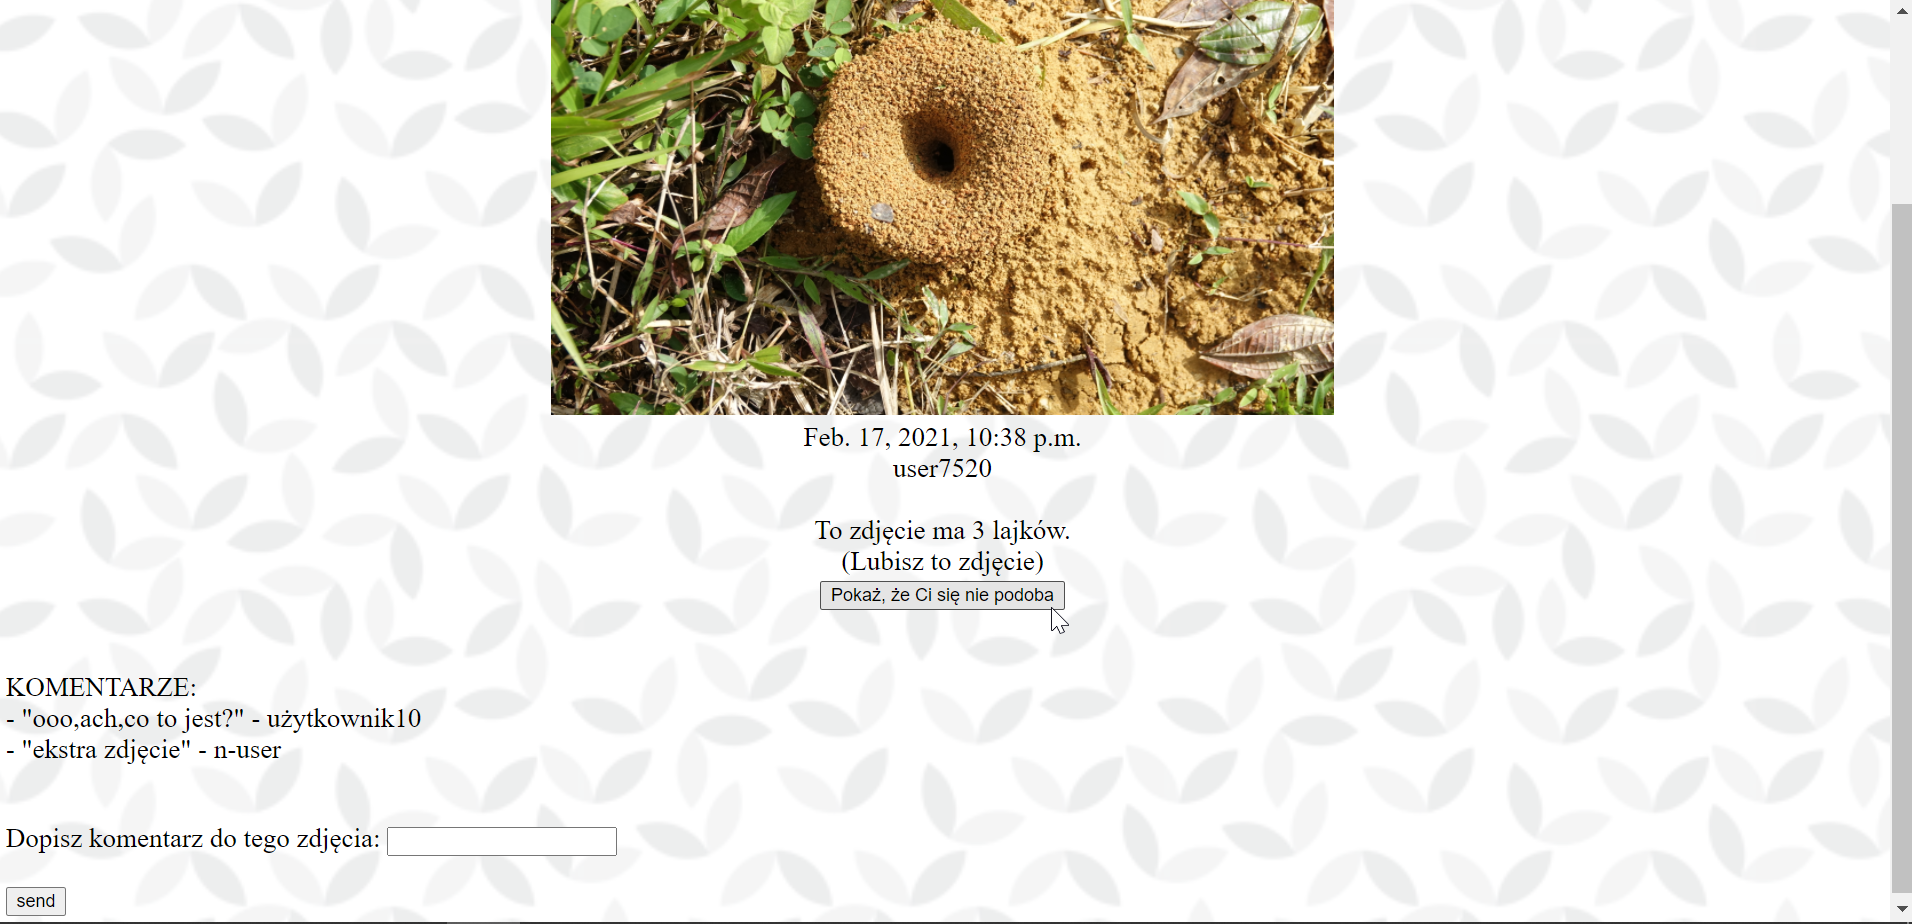 Feb. 17, 2021, 10:38 p.m.
user7520
To zdjęcie ma 3 lajków.
(Lubisz to zdjęcie)
Pokaż, że Ci się nie podoba
KOMENTARZE:
- "ooo,ach,co to jest?" - użytkownik10
- "ekstra zdjęcie" - n-user
Dopisz komentarz do tego zdjęcia:
send